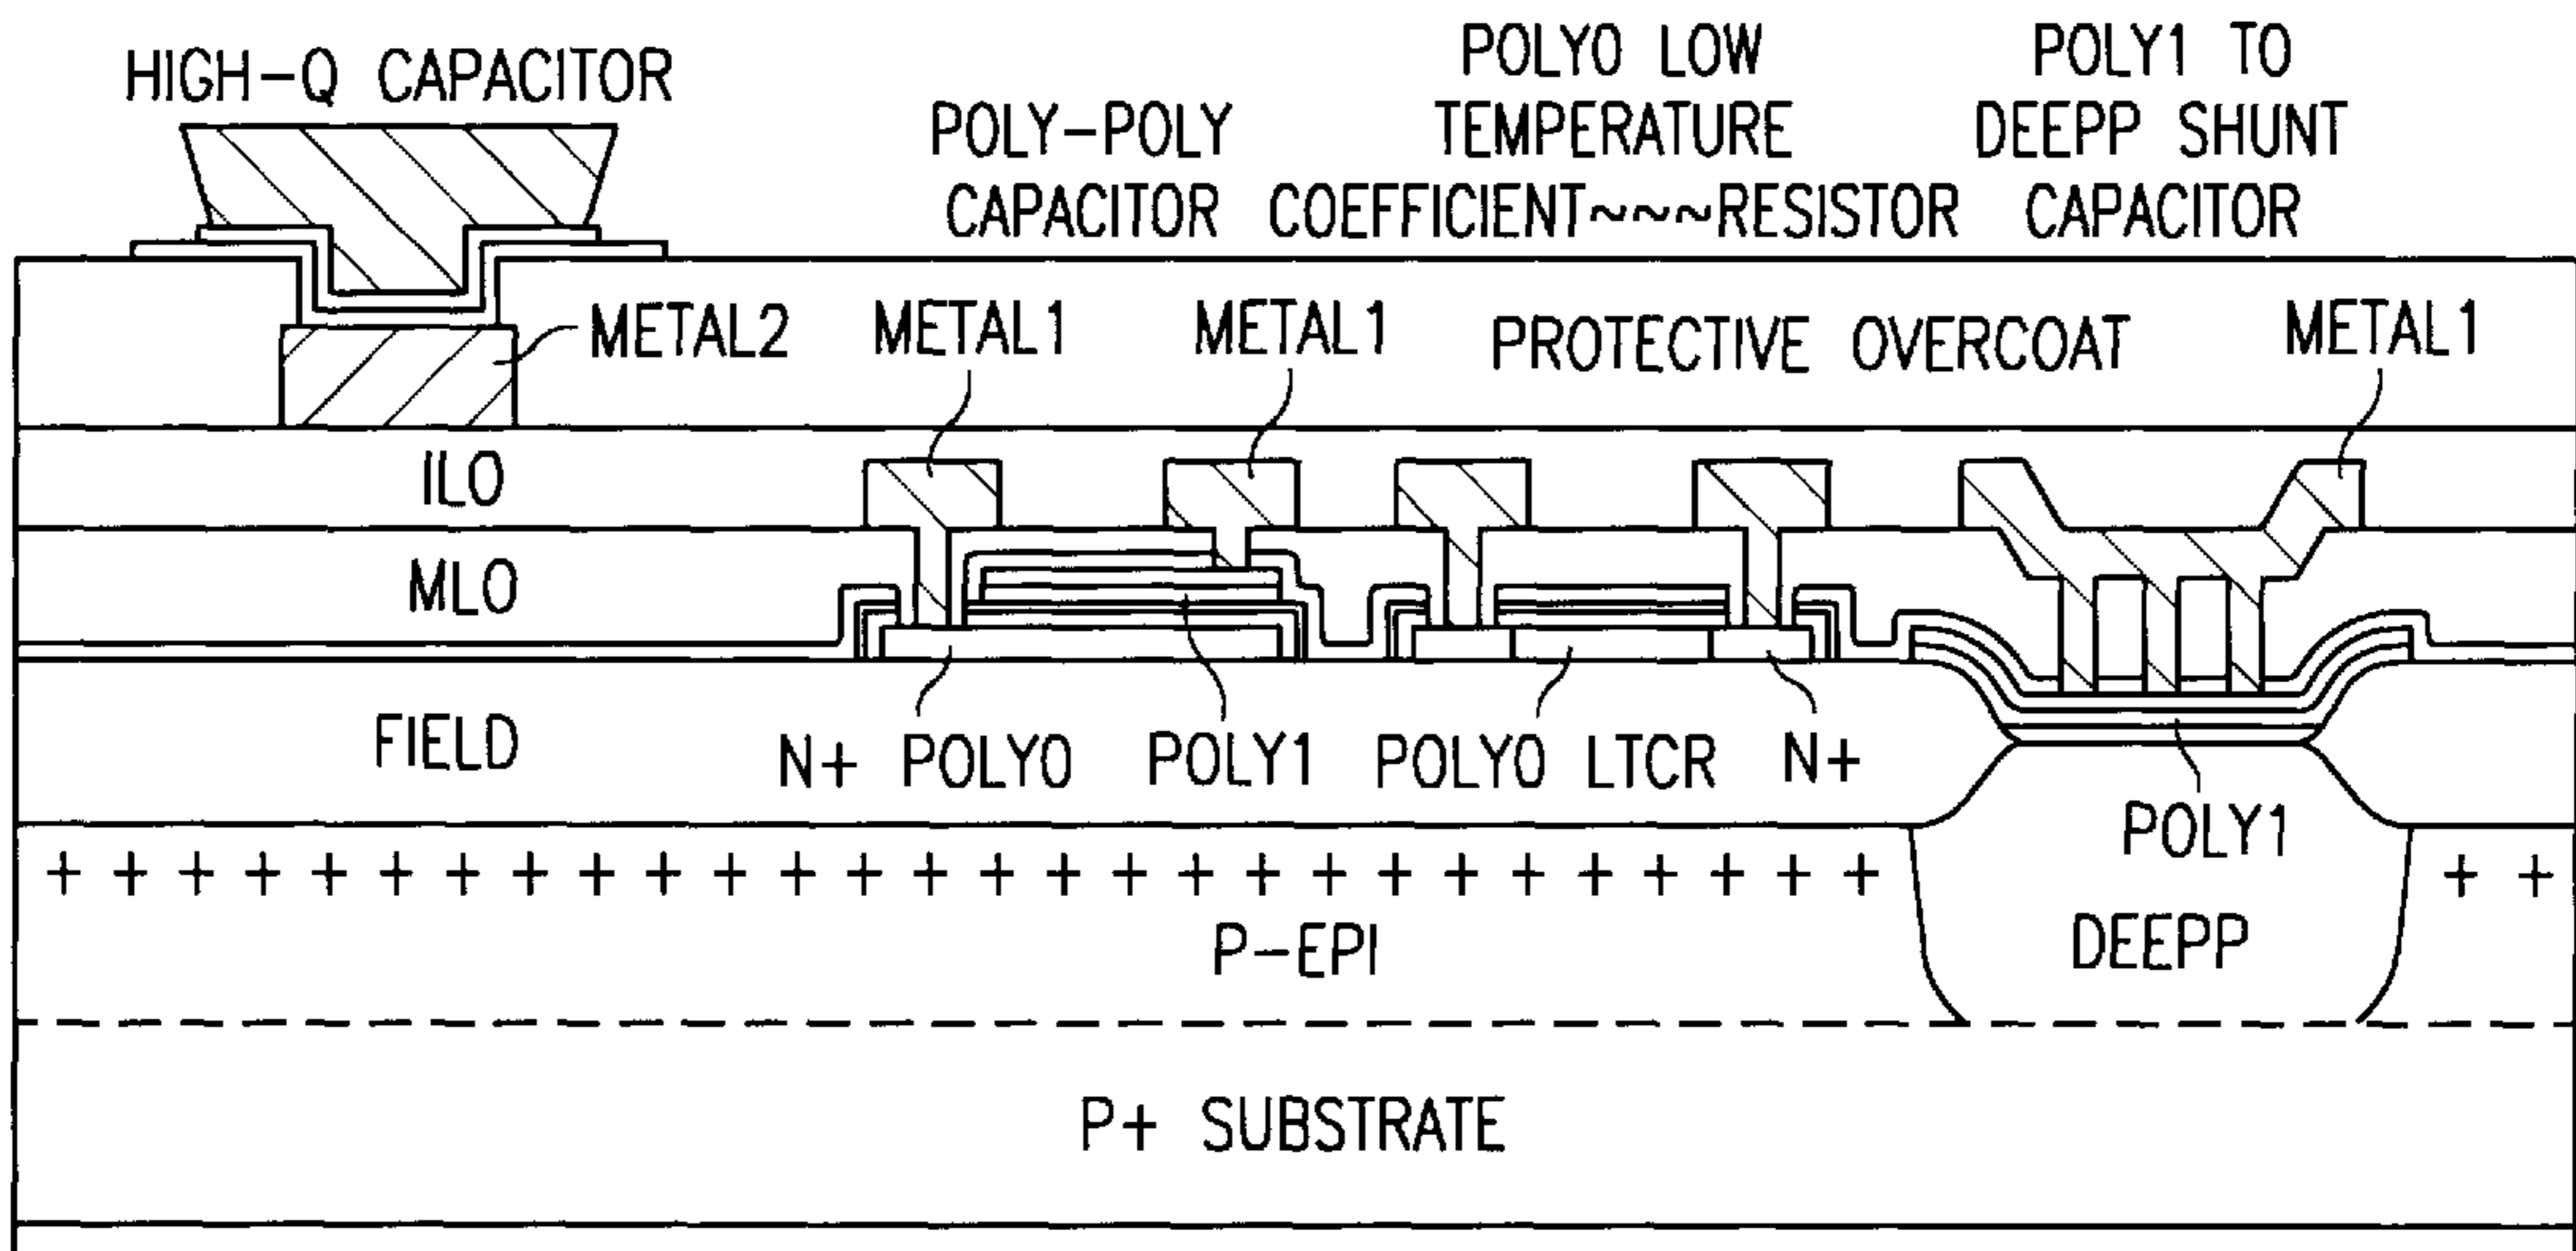 HIGH-Q CAPACITOR
POLY-POLY
CAPACITOR
POLY0 LOW
TEMPERATURE
COEFFICIENT~~~RESISTOR
POLY1 TO
DEEPP SHUNT
CAPACITOR
METAL2
METAL1
METAL1
PROTECTIVE OVERCOAT
METAL1
ILO
MLO
FIELD
N+ POLY0
POLY1
POLY0 LTCR
N+
POLY1
+ + + + + + + + + + + + + + + + + + + + + + + + + + + + + +
P-EPI
DEEPP
P+ SUBSTRATE